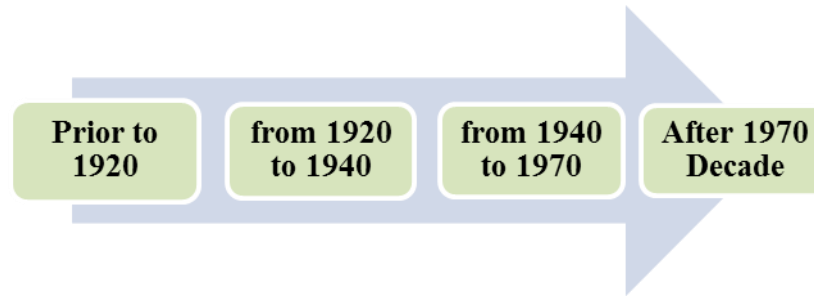 Prior to
1920
from 1920
to 1940
from 1940
to 1970
After 1970
Decade